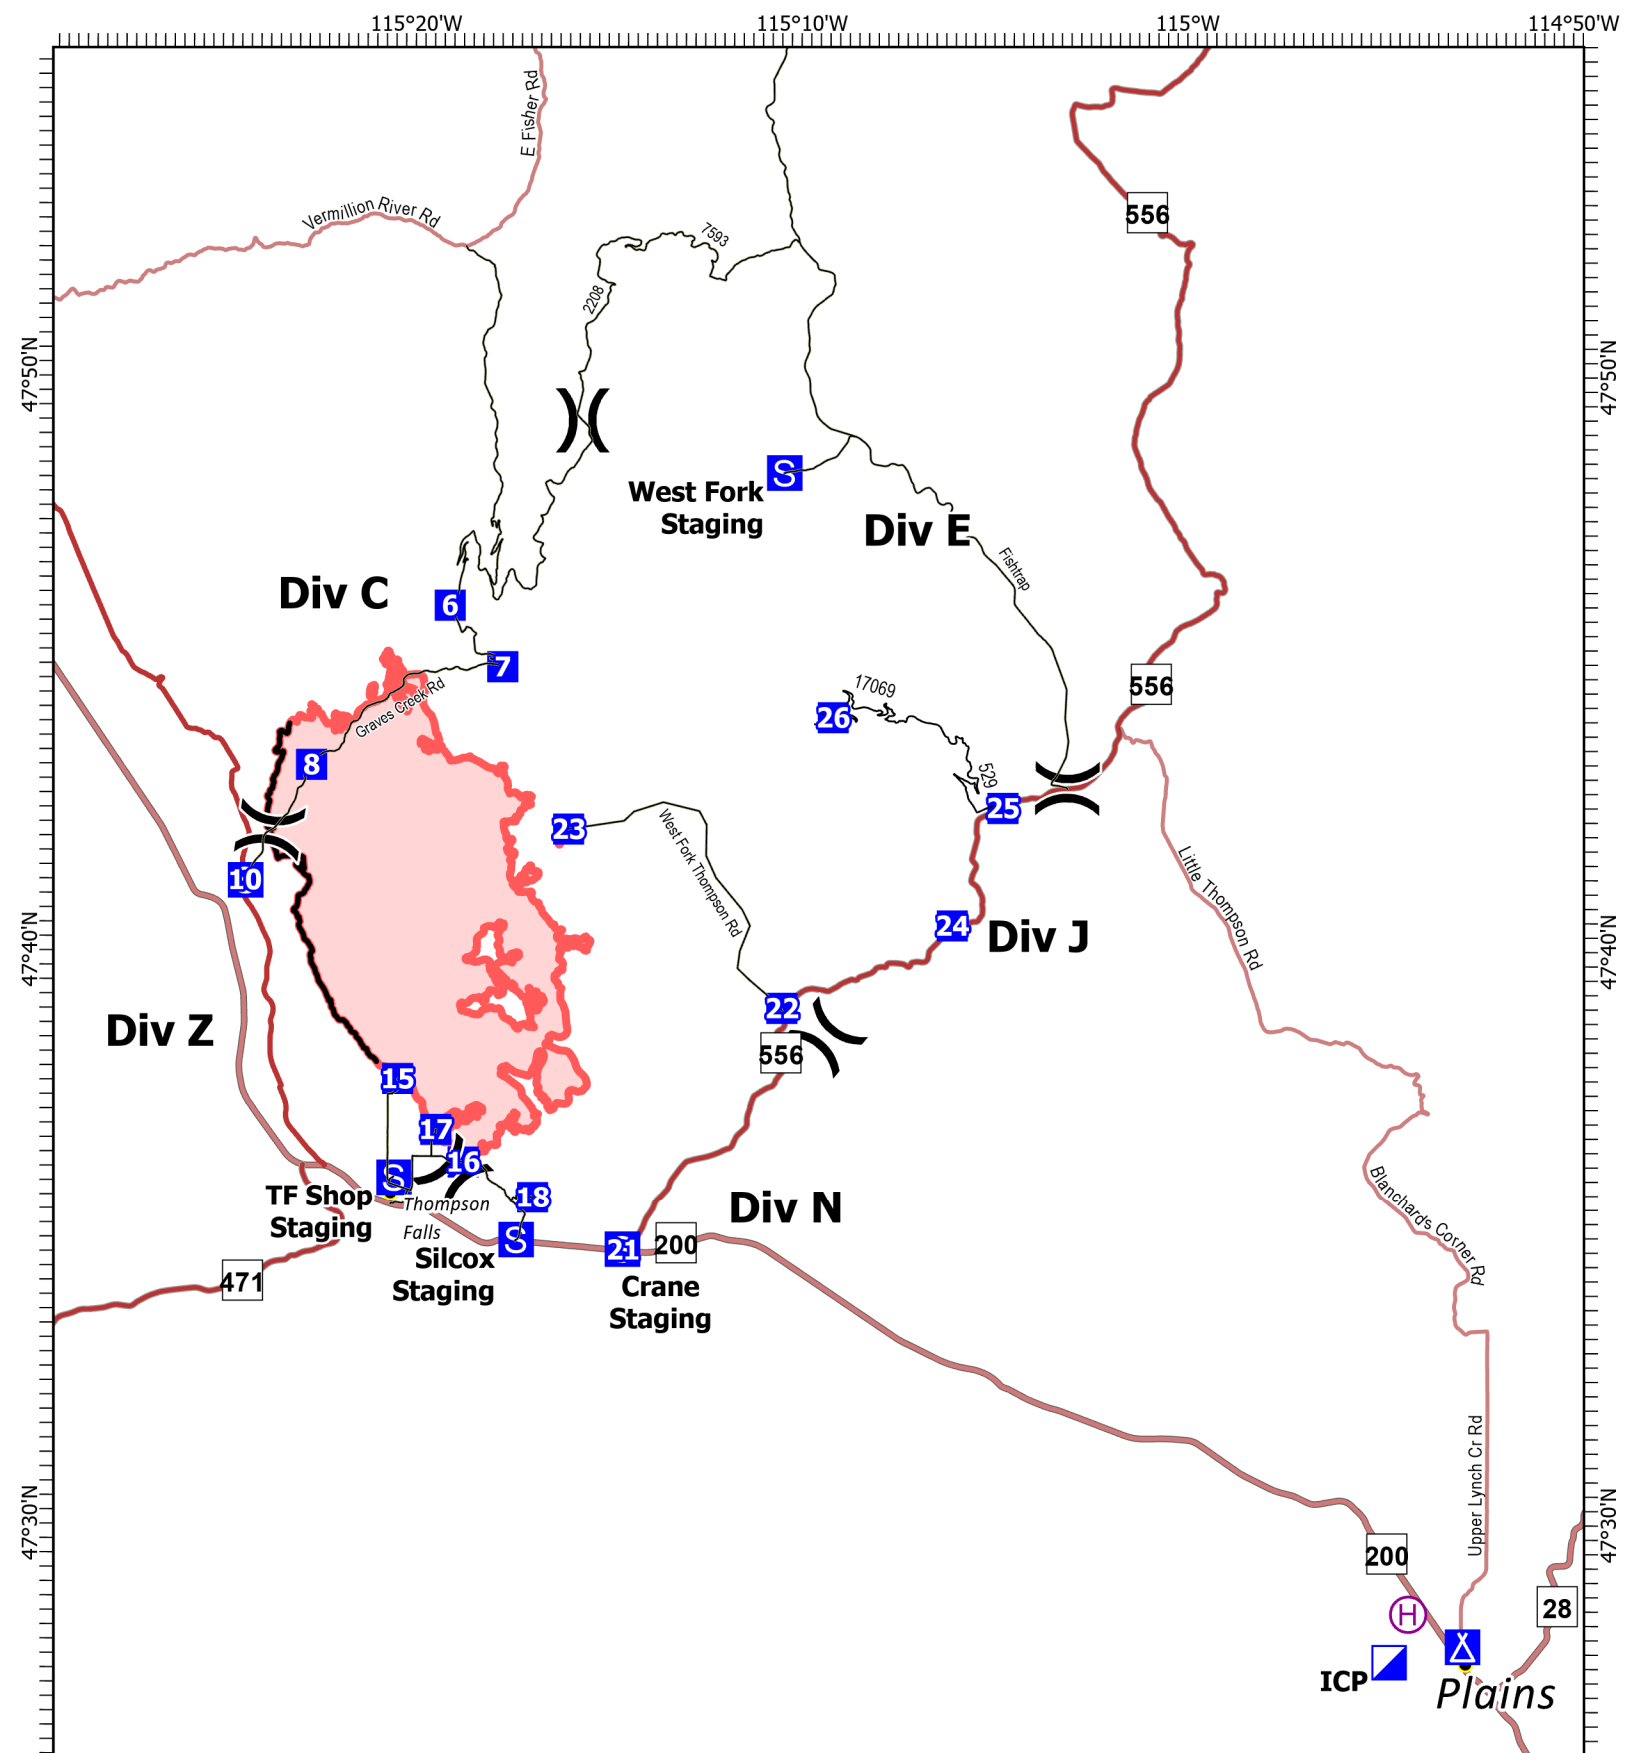 115°20'W
115°10'W
115°W
114°50'W
E Fisher Rd
Vermillion River Rd
7593
2208
556
47°50'N
47°50'N
West Fork
Staging
S
Div E
Fishtrap
Div C
6
7
556
Graves Creek Rd
17069
26
8
529
25
23
West Fork Thompson Rd
Little Thompson Rd
10
24
Div J
47°40'N
47°40'N
22
Div Z
556
15
17
16
S
18
TF Shop
Staging
Thompson
Falls
Div N
Blanchards Corner Rd
S
21
200
Silcox
Staging
471
Crane
Staging
Upper Lynch Cr Rd
47°30'N
47°30'N
200
28
H
ICP
Plains